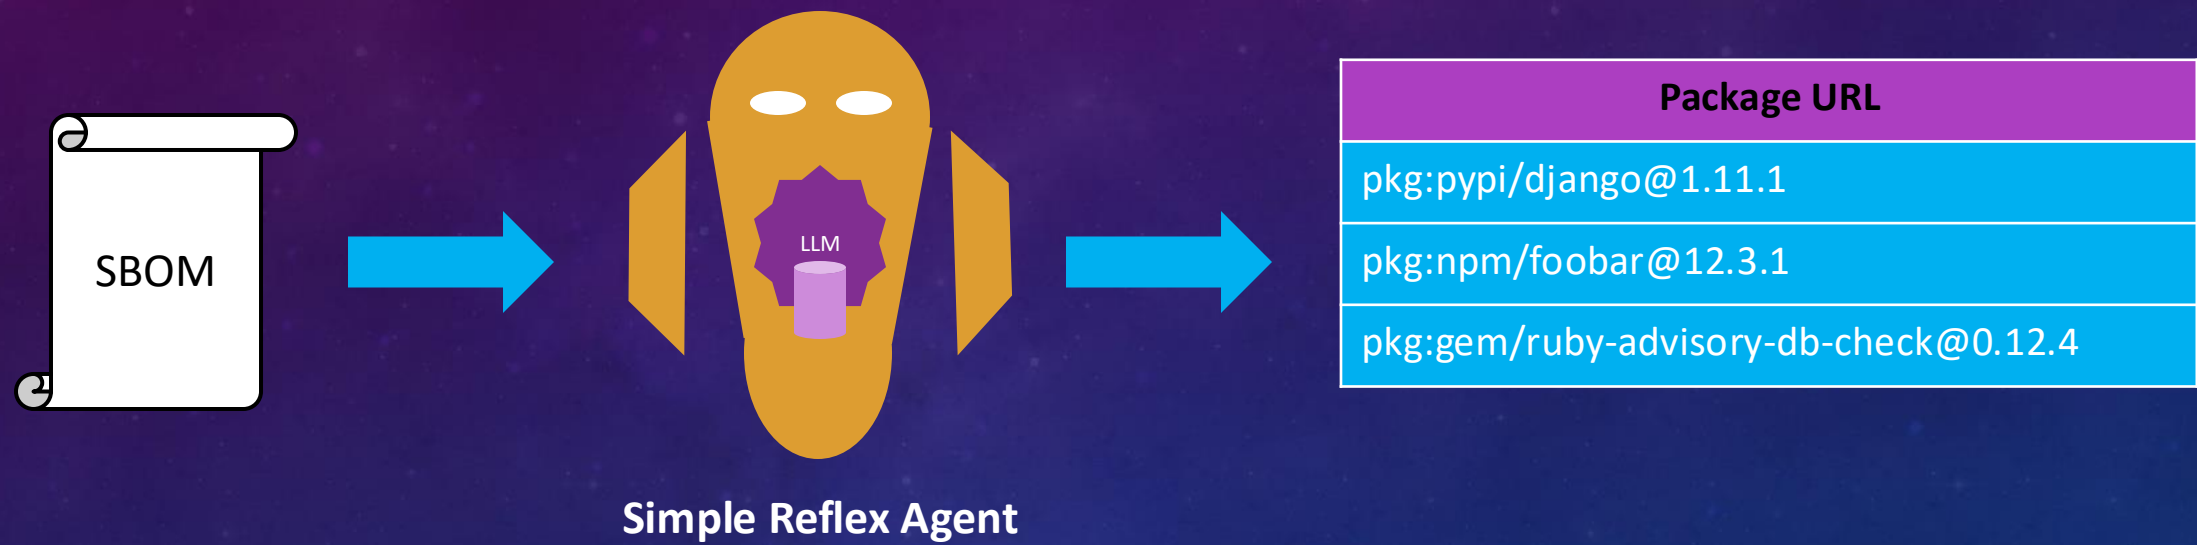 SBOM
LLM
Simple Reflex Agent
Package URL
pkg:pypi/django@1.11.1
pkg:npm/foobar@12.3.1
pkg:gem/ruby-advisory-db-check@0.12.4